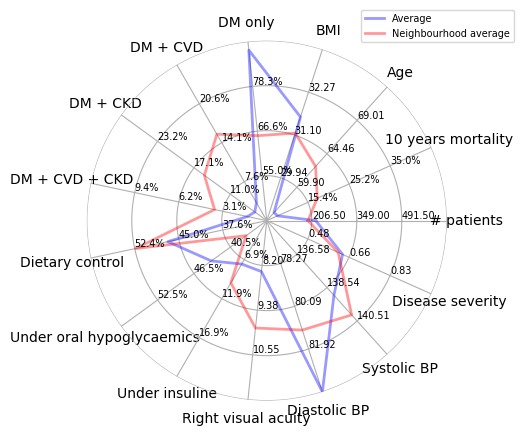 DM only
BMI
Average
Neighbourhood average
DM + CVD
Age
78.3%
32.27
20.6%
DM + CKD
69.01
66.6%
31.10
14.1%
23.2%
10 years mortality
64.46
17.1%
35.0%
55.0%
29.94
7.6%
59.90
25.2%
DM + CVD + CKD
9.4%
11.0%
6.2%
15.4%
3.1%
206.50
349.00
491.50
# patients
37.6%
45.0%
0.48
52.4%
40.5%
136.58
0.66
6.9%
8.20
78.27
Dietary control
46.5%
0.83
138.54
52.5%
11.9%
80.09
Disease severity
9.38
140.51
16.9%
Under oral hypoglycaemics
81.92
10.55
Systolic BP
Under insuline
Diastolic BP
Right visual acuity